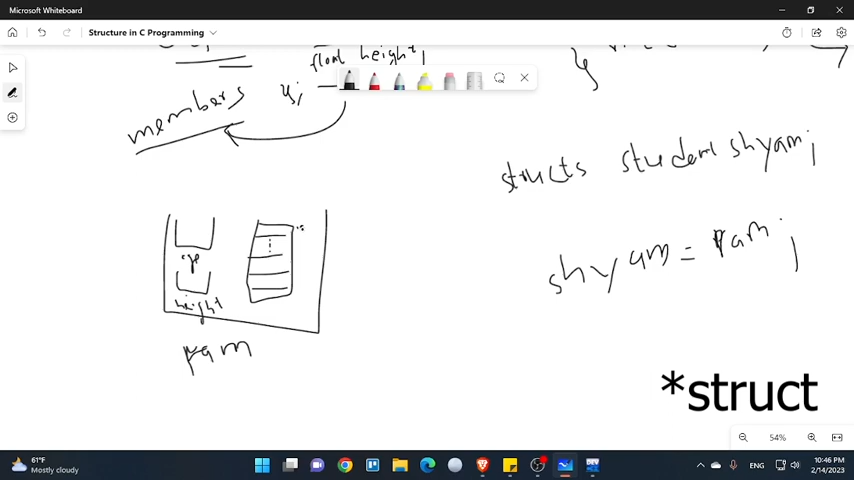 Microsoft Whiteboard
Structure in C Programming
float height;
members
};
structs student shyam;
shyam = ram;
age
height
ram
*struct
54%
61°F
Mostly cloudy
ENG
10:46 PM
2/14/2023